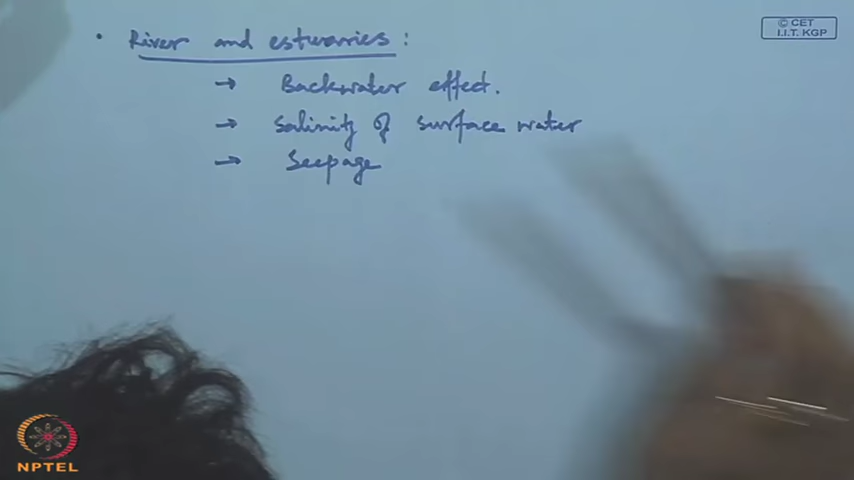 © CET
I.I.T. KGP
• River and estuarries :
→ Backwater effect.
→ Salinity of surface water
→ Seepage
NPTEL